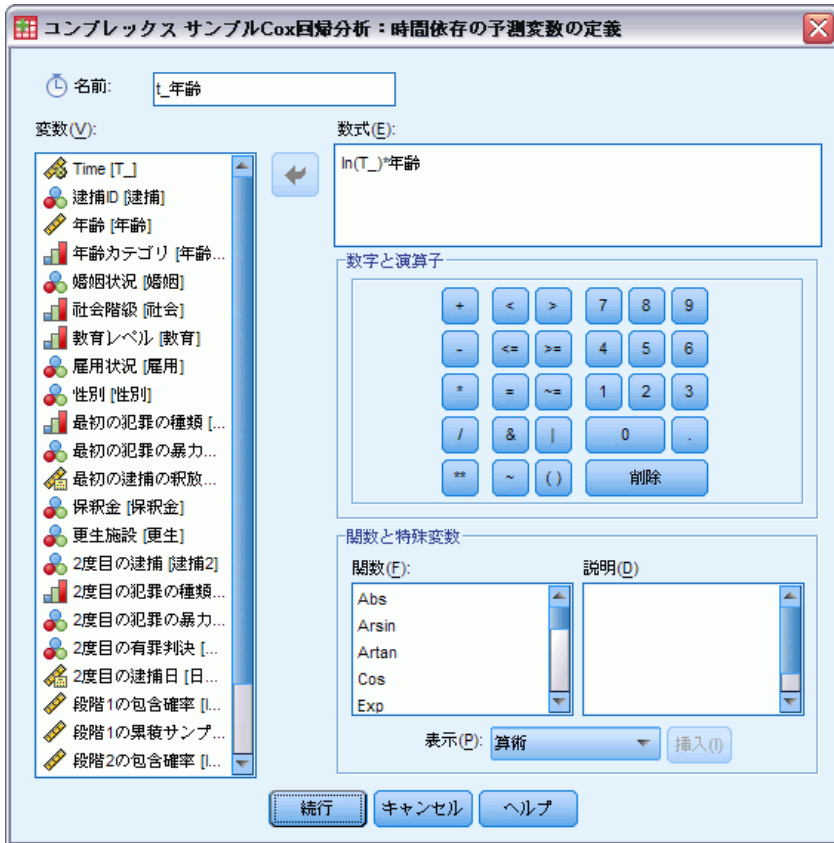 コンプレックス サンプルCox回帰分析：時間依存の予測変数の定義
名前:
t_年齢
変数(V):
Time [T_]
逮捕ID [逮捕]
年齢 [年齢]
年齢カテゴリ [年齢...
婚姻状況 [婚姻]
社会階級 [社会]
教育レベル [教育]
雇用状況 [雇用]
性別 [性別]
最初の犯罪の種類 [...
最初の犯罪の暴力...
最初の逮捕の釈放...
保釈金 [保釈金]
更生施設 [更生]
2度目の逮捕 [逮捕2]
2度目の犯罪の種類...
2度目の犯罪の暴力...
2度目の有罪判決 [...
2度目の逮捕日 [日...
段階1の包含確率 [I...
段階1の累積サンプ...
段階2の包含確率 [I...
数式(E):
ln(T_)*年齢
数字と演算子
+ < > 7 8 9
- <= >= 4 5 6
* = ~= 1 2 3
/ & | 0 .
** ~ ( ) 削除
関数と特殊変数
関数(F):
Abs
Arsin
Artan
Cos
Exp
説明(D)
表示(P): 算術 挿入(I)
続行 キャンセル ヘルプ